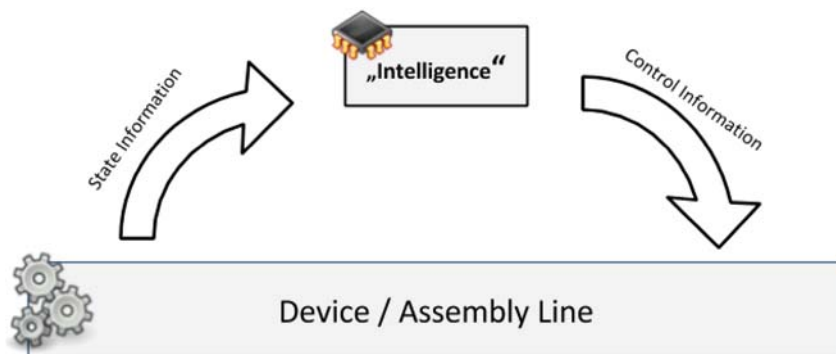 „Intelligence“
State Information
Control Information
Device / Assembly Line